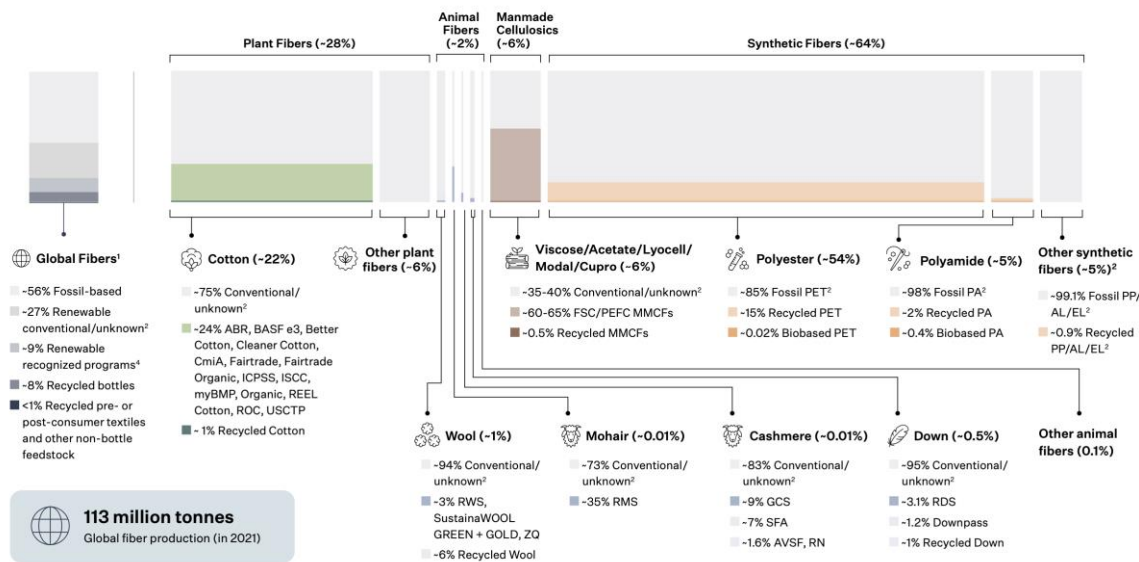 Plant Fibers (~28%)
Animal
Fibers
(~2%)
Manmade
Cellulosics
(~6%)
Synthetic Fibers (~64%)
Global Fibers¹
~56% Fossil-based
~27% Renewable
conventional/unknown²
~9% Renewable
recognized programs⁴
~8% Recycled bottles
<1% Recycled pre- or
post-consumer textiles
and other non-bottle
feedstock
Cotton (~22%)
~75% Conventional/
unknown²
~24% ABR, BASF e3, Better
Cotton, Cleaner Cotton,
CmiA, Fairtrade, Fairtrade
Organic, ICPSS, ISCC,
myBMP, Organic, REEL
Cotton, ROC, USCTP
~ 1% Recycled Cotton
Other plant
fibers (~6%)
Viscose/Acetate/Lyocell/
Modal/Cupro (~6%)
~35-40% Conventional/unknown²
~60-65% FSC/PEFC MMCFs
~0.5% Recycled MMCFs
Polyester (~54%)
~85% Fossil PET²
~15% Recycled PET
~0.02% Biobased PET
Polyamide (~5%)
~98% Fossil PA²
~2% Recycled PA
~0.4% Biobased PA
Other synthetic
fibers (~5%)²
~99.1% Fossil PP/
AL/EL²
~0.9% Recycled
PP/AL/EL²
Wool (~1%)
~94% Conventional/
unknown²
~3% RWS,
SustainaWOOL
GREEN + GOLD, ZQ
~6% Recycled Wool
Mohair (~0.01%)
~73% Conventional/
unknown²
~35% RMS
Cashmere (~0.01%)
~83% Conventional/
unknown²
~9% GCS
~7% SFA
~1.6% AVSF, RN
Down (~0.5%)
~95% Conventional/
unknown²
~3.1% RDS
~1.2% Downpass
~1% Recycled Down
Other animal
fibers (0.1%)
113 million tonnes
Global fiber production (in 2021)